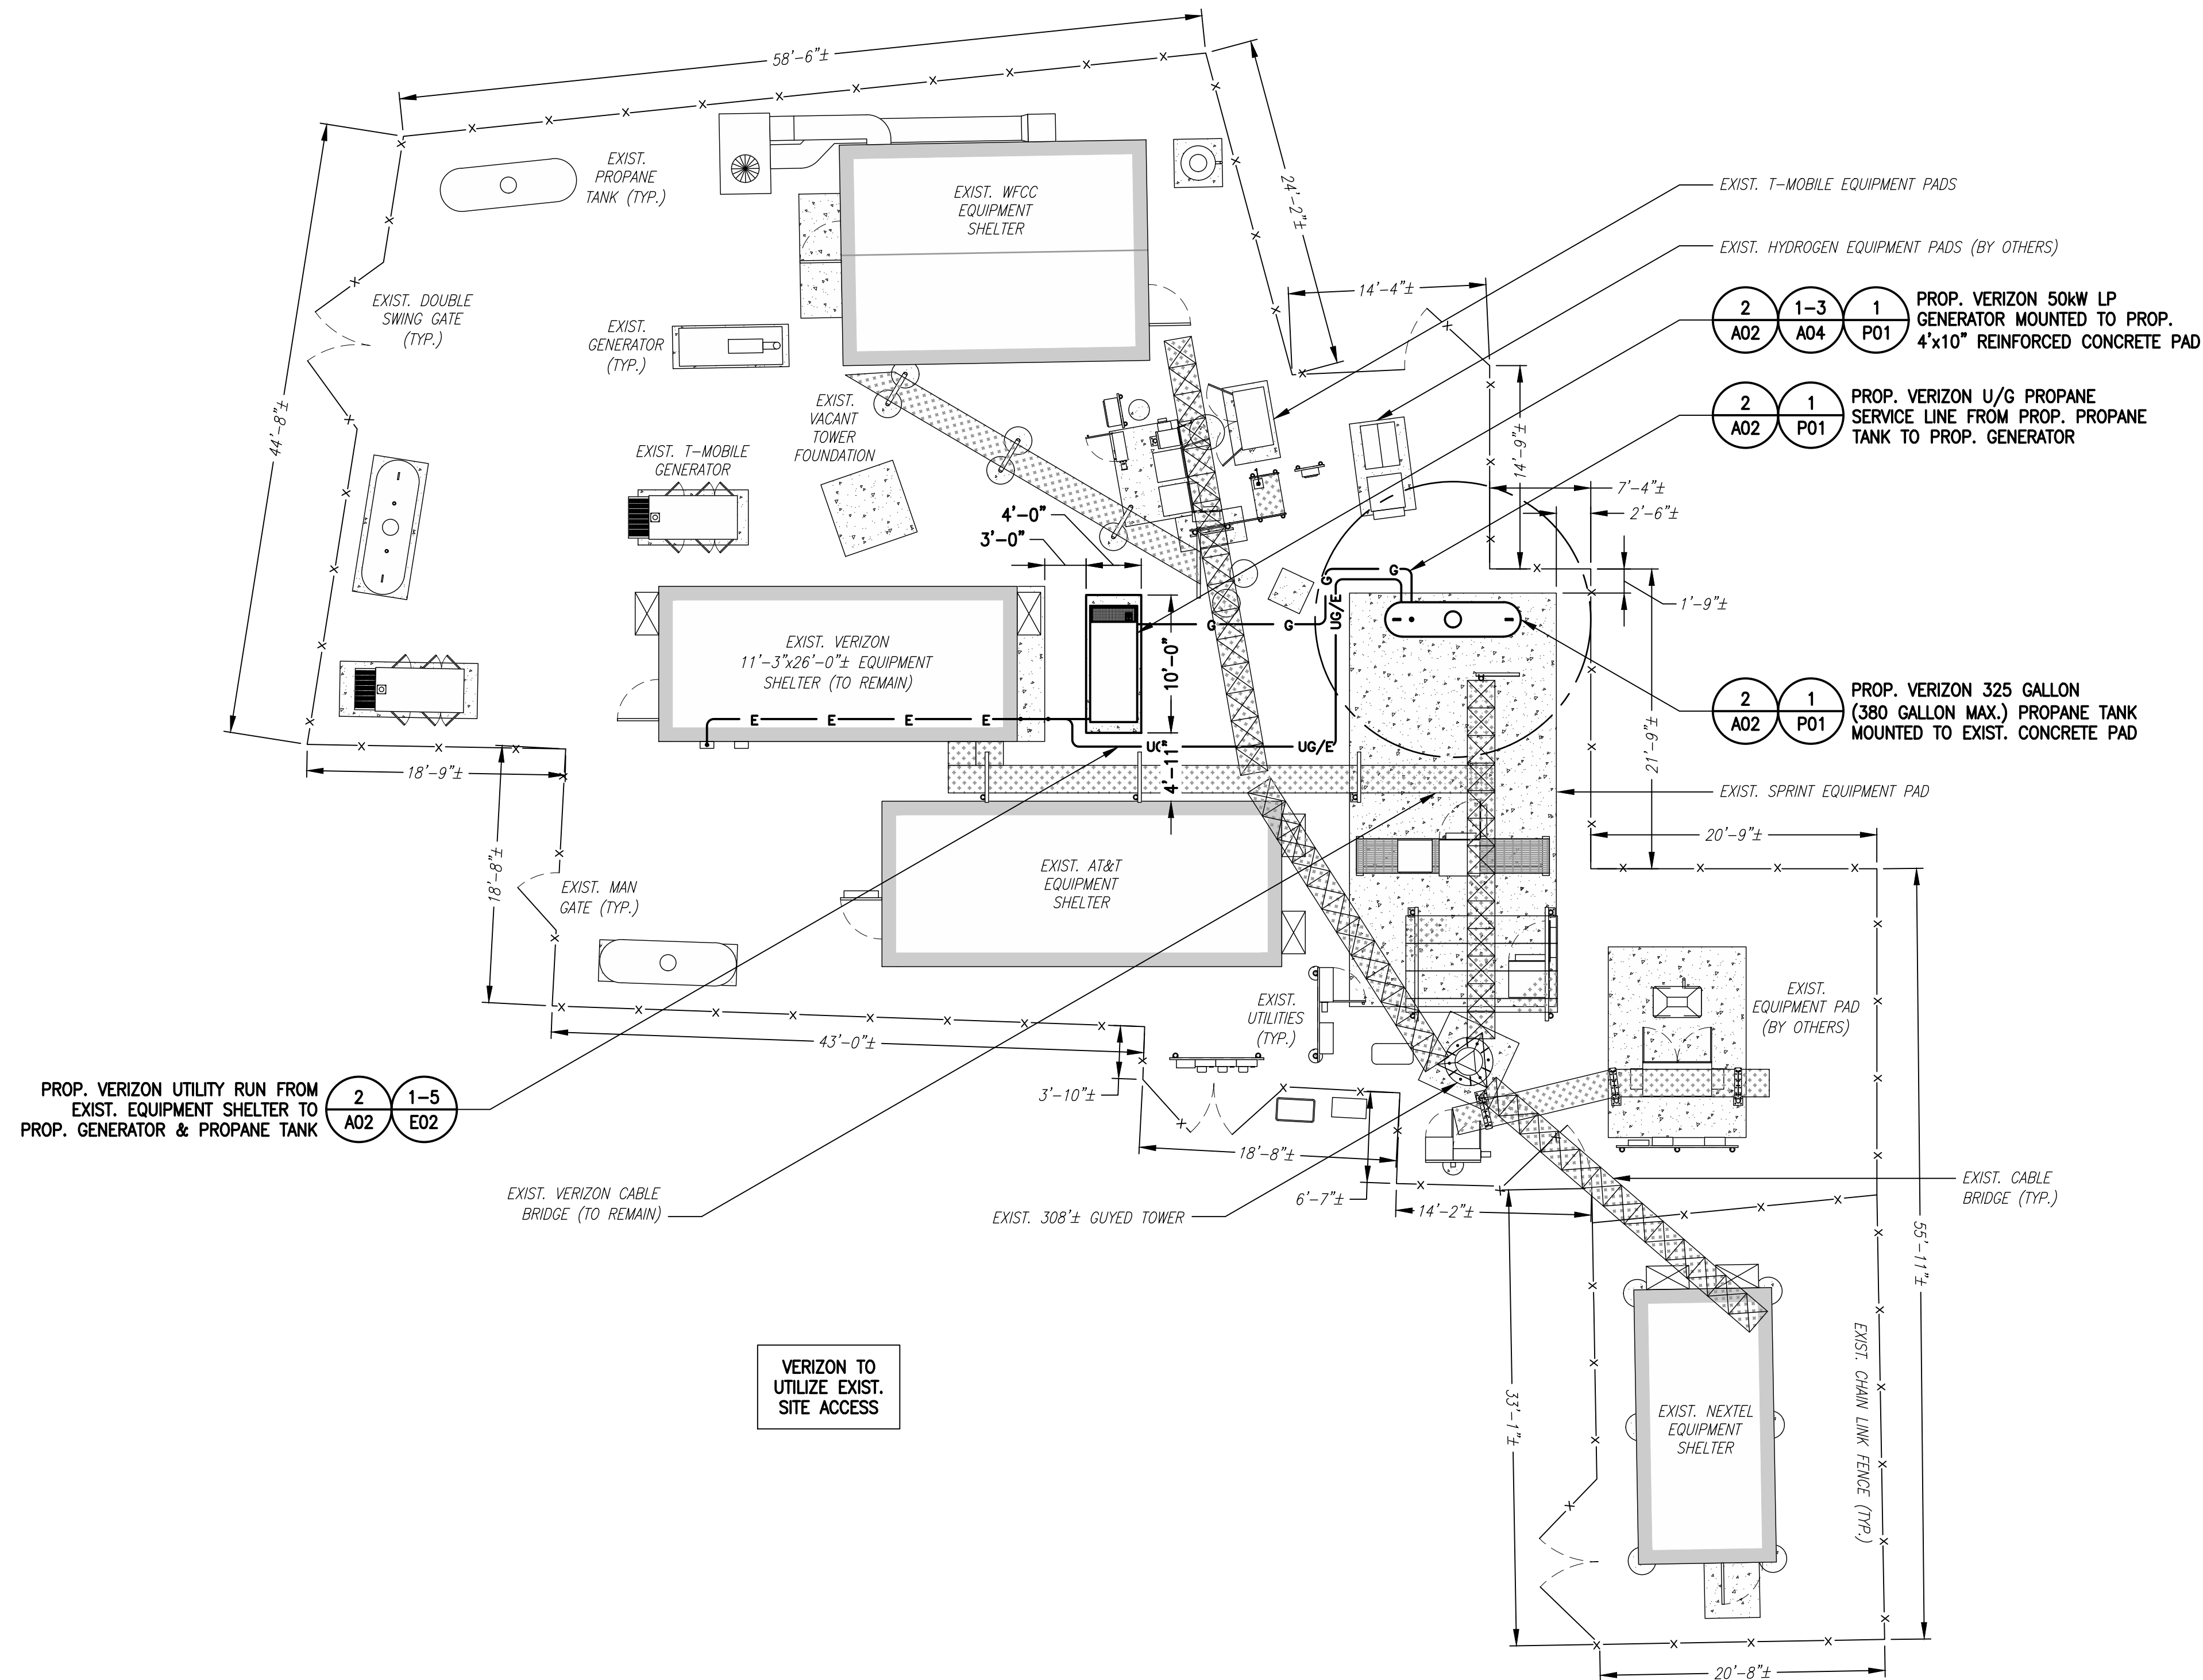 58'-6"±
24'-2"±
44'-8"±
EXIST.
PROPANE
TANK (TYP.)
EXIST. WFCC
EQUIPMENT
SHELTER
EXIST. T-MOBILE EQUIPMENT PADS
EXIST. HYDROGEN EQUIPMENT PADS (BY OTHERS)
14'-4"±
EXIST. DOUBLE
SWING GATE
(TYP.)
EXIST.
GENERATOR
(TYP.)
2
A02
1-3
A04
1
P01
PROP. VERIZON 50kW LP
GENERATOR MOUNTED TO PROP.
4'x10" REINFORCED CONCRETE PAD
EXIST.
VACANT
TOWER
FOUNDATION
2
A02
1
P01
PROP. VERIZON U/G PROPANE
SERVICE LINE FROM PROP. PROPANE
TANK TO PROP. GENERATOR
EXIST. T-MOBILE
GENERATOR
14'-6"±
7'-4"±
2'-6"±
4'-0"
3'-0"
1'-9"±
G
G
G
G
UG/E
EXIST. VERIZON
11'-3"x26'-0"± EQUIPMENT
SHELTER (TO REMAIN)
10'-0"
E
E
E
E
UG/E
4'-11"
2
A02
1
P01
PROP. VERIZON 325 GALLON
(380 GALLON MAX.) PROPANE TANK
MOUNTED TO EXIST. CONCRETE PAD
21'-6"±
18'-9"±
EXIST. SPRINT EQUIPMENT PAD
20'-9"±
18'-8"±
EXIST. MAN
GATE (TYP.)
EXIST. AT&T
EQUIPMENT
SHELTER
EXIST.
UTILITIES
(TYP.)
EXIST.
EQUIPMENT PAD
(BY OTHERS)
43'-0"±
3'-10"±
PROP. VERIZON UTILITY RUN FROM
EXIST. EQUIPMENT SHELTER TO
PROP. GENERATOR & PROPANE TANK
2
A02
1-5
E02
18'-8"±
6'-7"±
14'-2"±
EXIST. VERIZON CABLE
BRIDGE (TO REMAIN)
EXIST. 308'± GUYED TOWER
EXIST. CABLE
BRIDGE (TYP.)
55'-11"±
VERIZON TO
UTILIZE EXIST.
SITE ACCESS
33'-1"±
EXIST. NEXTEL
EQUIPMENT
SHELTER
EXIST. CHAIN LINK FENCE (TYP.)
20'-8"±